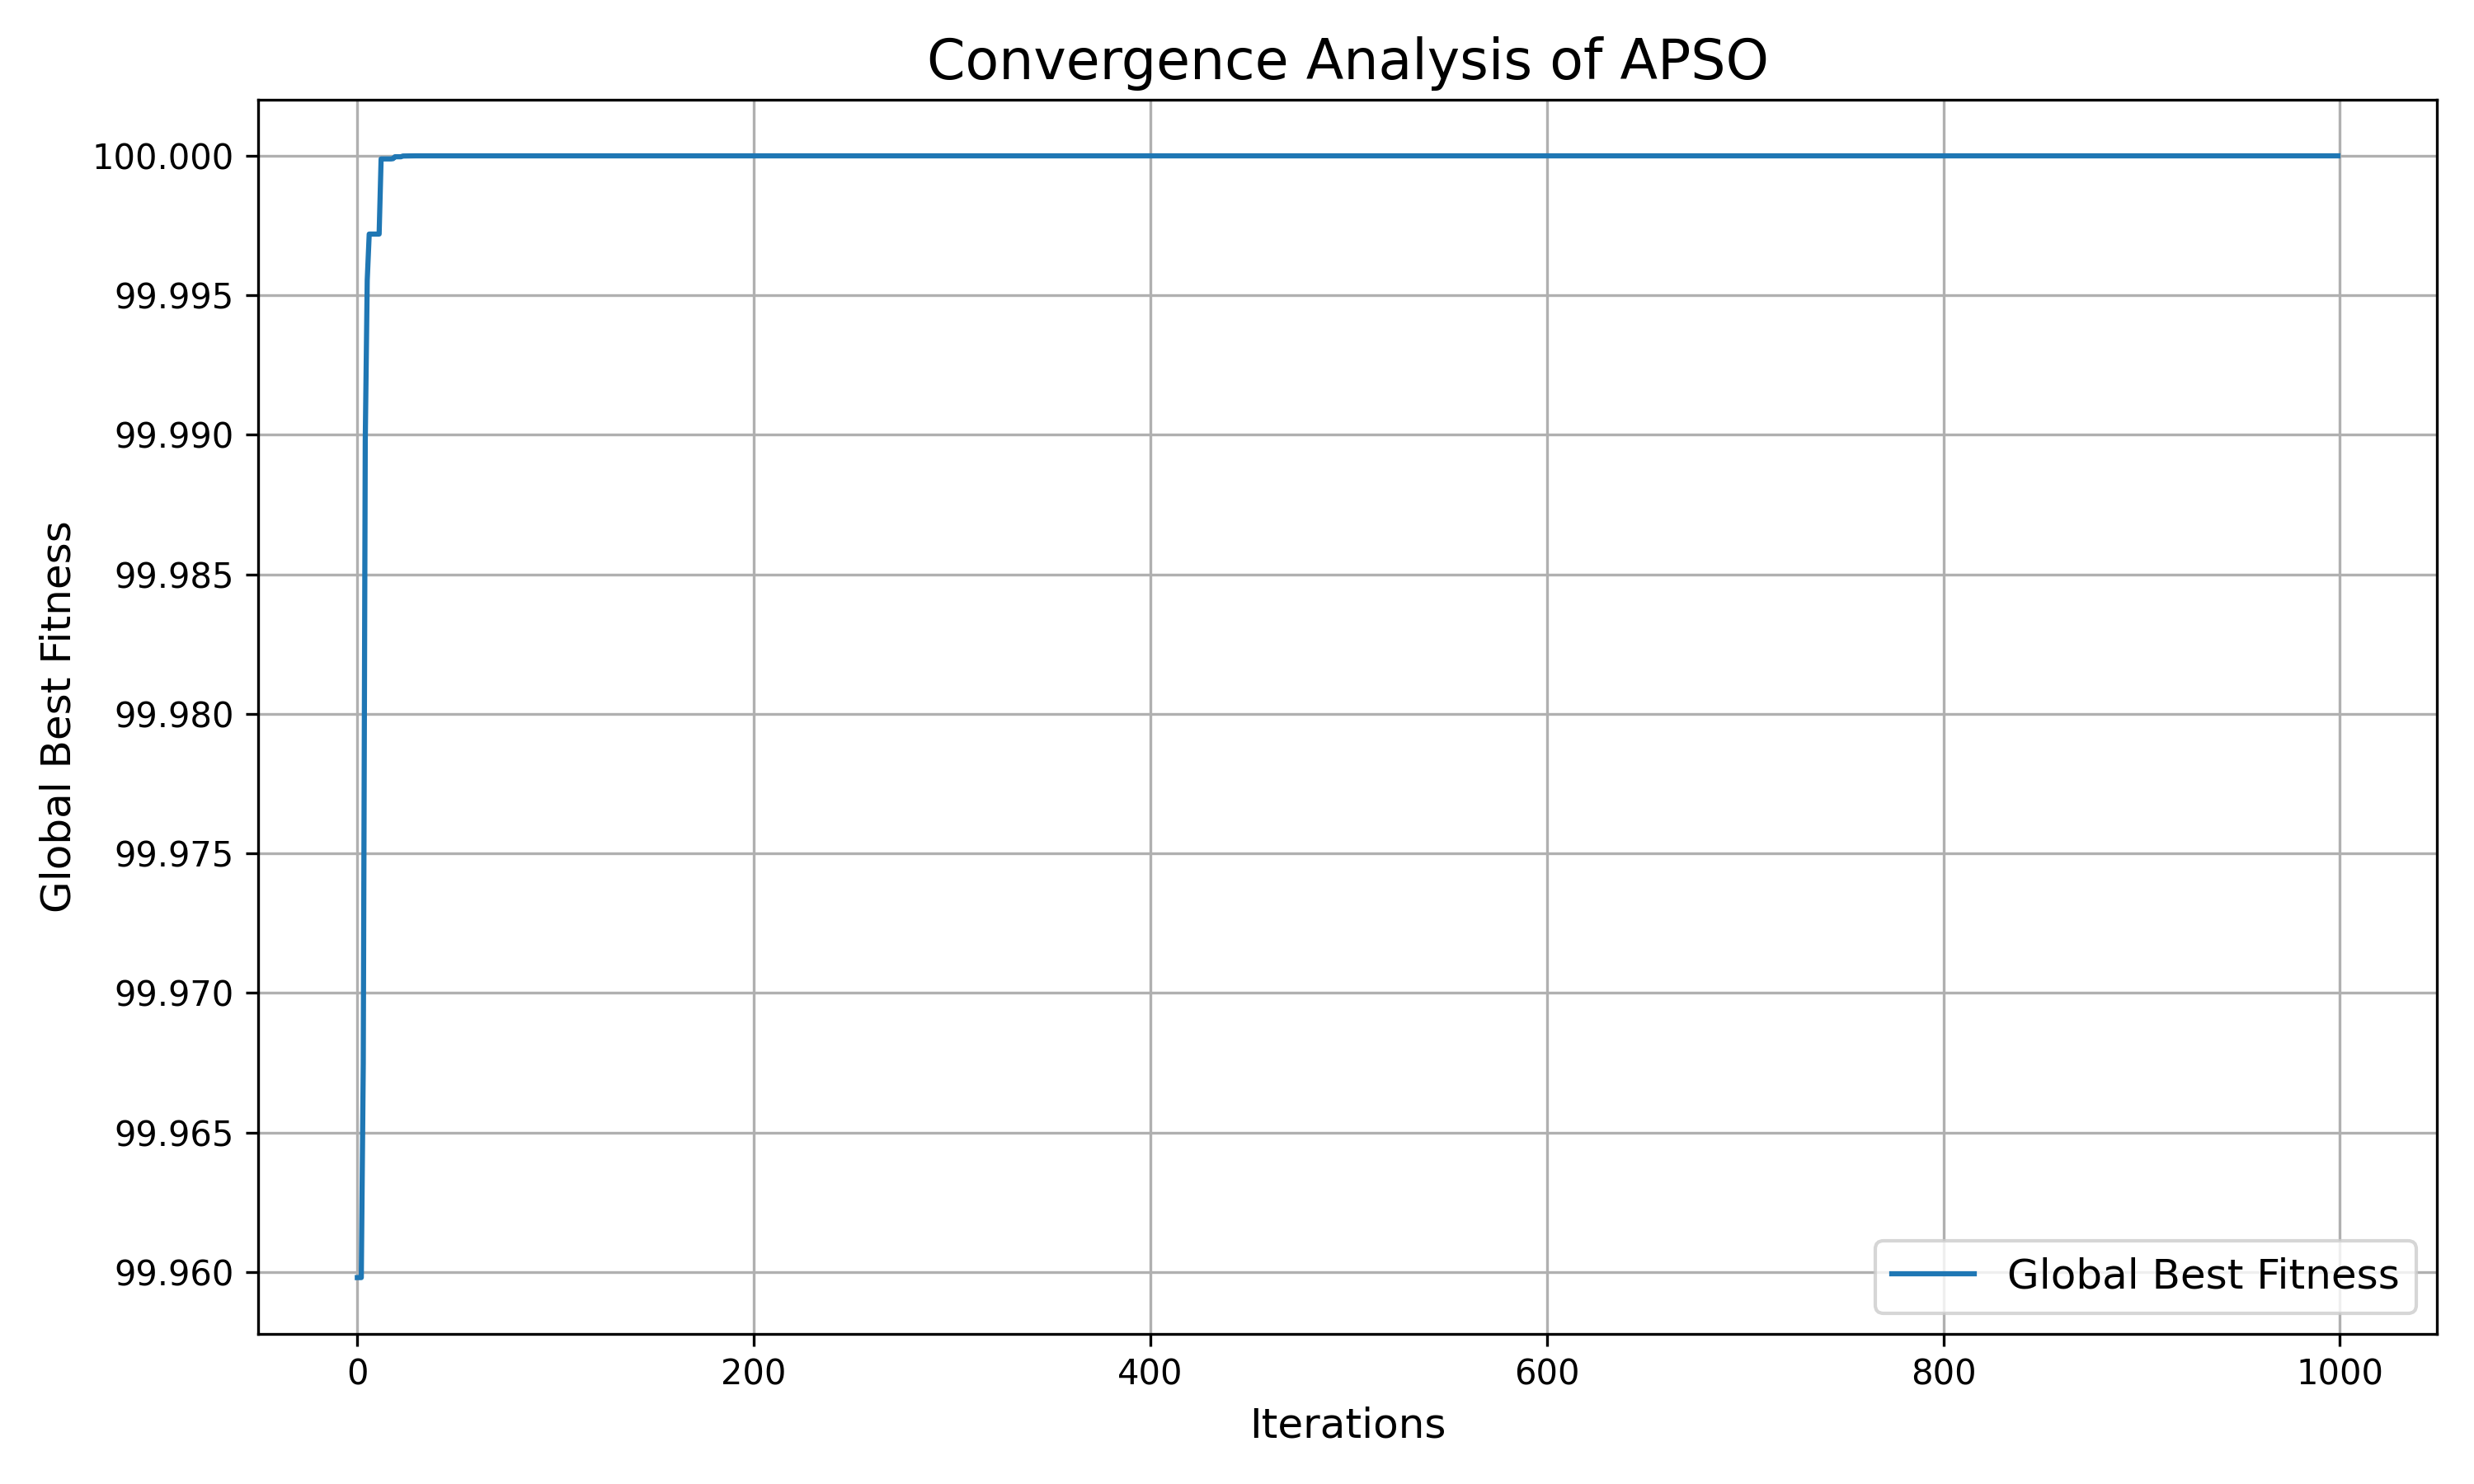 Convergence Analysis of APSO
Global Best Fitness
100.000
99.995
99.990
99.985
99.980
99.975
99.970
99.965
99.960
Global Best Fitness
0 200 400 600 800 1000
Iterations